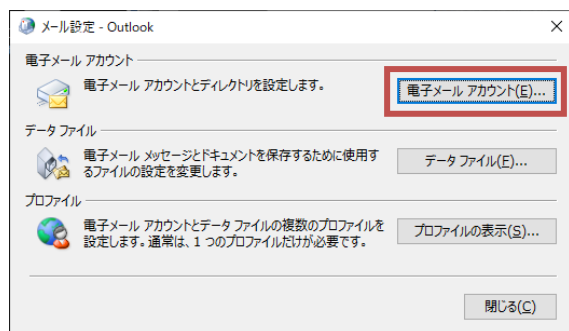 メール設定 - Outlook
電子メール アカウント
電子メール アカウントとディレクトリを設定します。
電子メール アカウント(E)...
データ ファイル
電子メール メッセージとドキュメントを保存するために使用す
るファイルの設定を変更します。
データ ファイル(F)...
プロファイル
電子メール アカウントとデータ ファイルの複数のプロファイルを
設定します。通常は、1 つのプロファイルだけが必要です。
プロファイルの表示(S)...
閉じる(C)